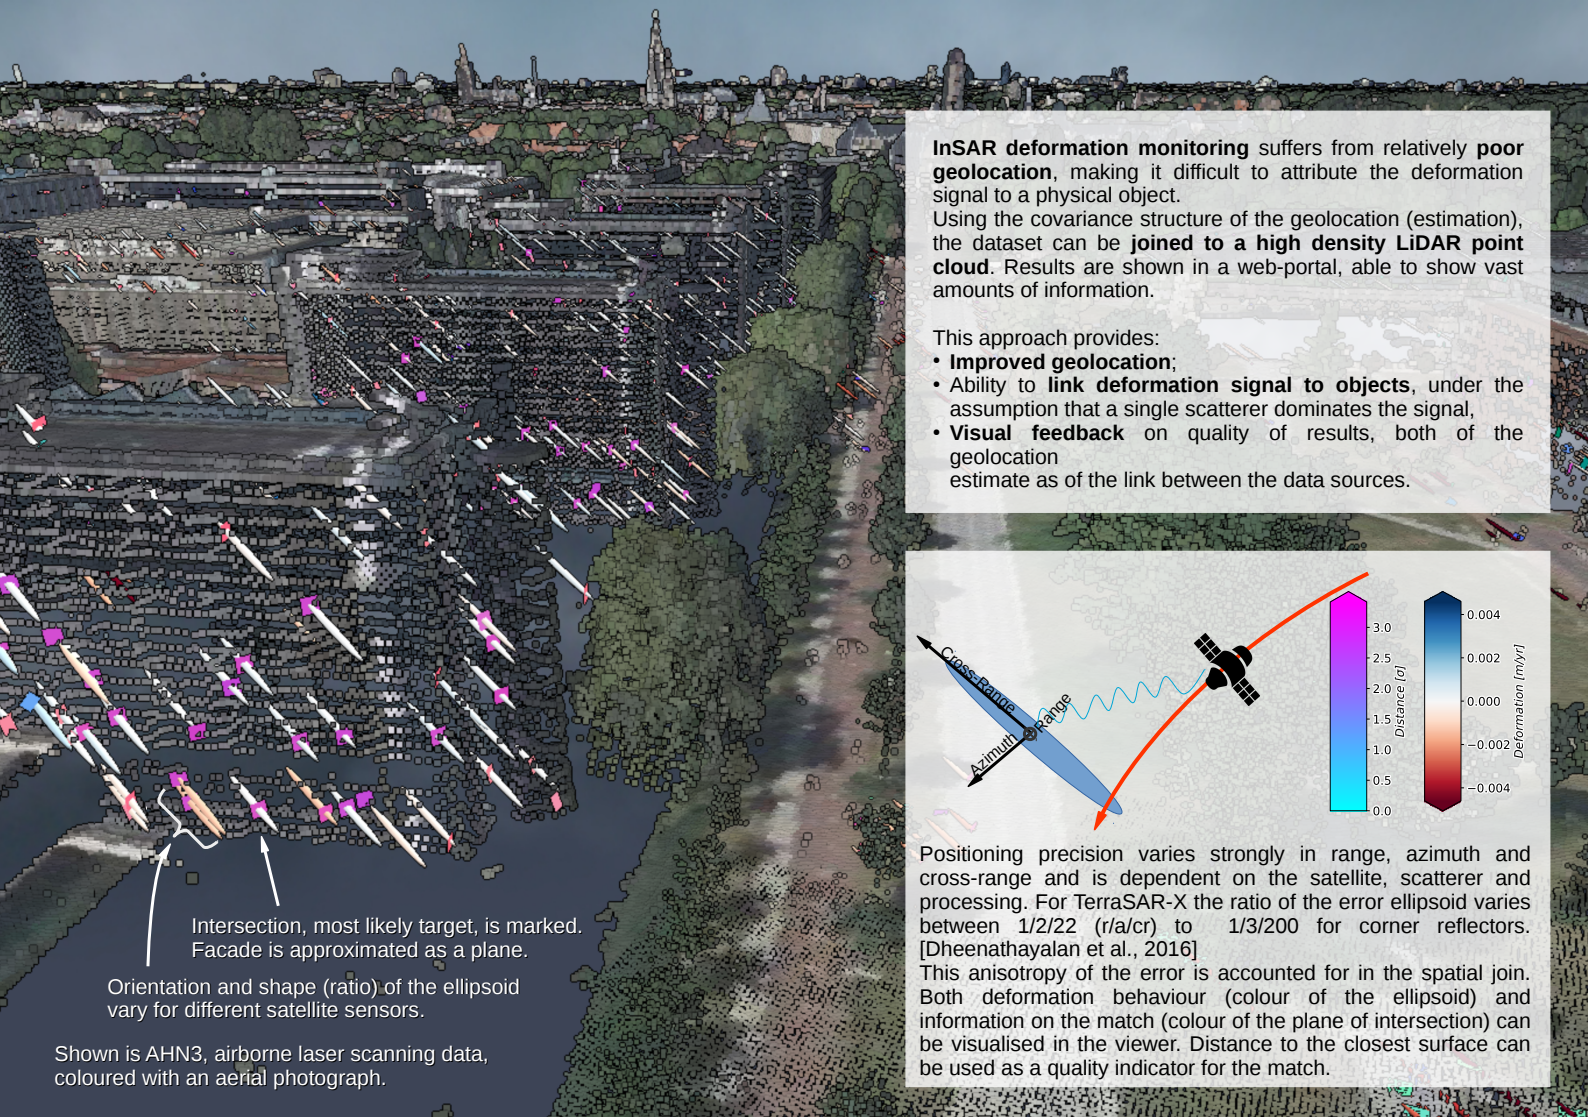 InSAR deformation monitoring suffers from relatively poor
geolocation, making it difficult to attribute the deformation
signal to a physical object.
Using the covariance structure of the geolocation (estimation),
the dataset can be joined to a high density LiDAR point
cloud. Results are shown in a web-portal, able to show vast
amounts of information.
This approach provides:
• Improved geolocation;
• Ability to link deformation signal to objects, under the
assumption that a single scatterer dominates the signal,
• Visual feedback on quality of results, both of the
geolocation
estimate as of the link between the data sources.
Cross-Range
Range
Azimuth
3.0
2.5
2.0
1.5
1.0
0.5
0.0
Distance [σ]
0.004
0.002
0.000
−0.002
−0.004
Deformation [m/yr]
Positioning precision varies strongly in range, azimuth and
cross-range and is dependent on the satellite, scatterer and
processing. For TerraSAR-X the ratio of the error ellipsoid varies
between 1/2/22 (r/a/cr) to 1/3/200 for corner reflectors.
[Dheenathayalan et al., 2016]
This anisotropy of the error is accounted for in the spatial join.
Both deformation behaviour (colour of the ellipsoid) and
information on the match (colour of the plane of intersection) can
be visualised in the viewer. Distance to the closest surface can
be used as a quality indicator for the match.
Intersection, most likely target, is marked.
Facade is approximated as a plane.
Orientation and shape (ratio) of the ellipsoid
vary for different satellite sensors.
Shown is AHN3, airborne laser scanning data,
coloured with an aerial photograph.